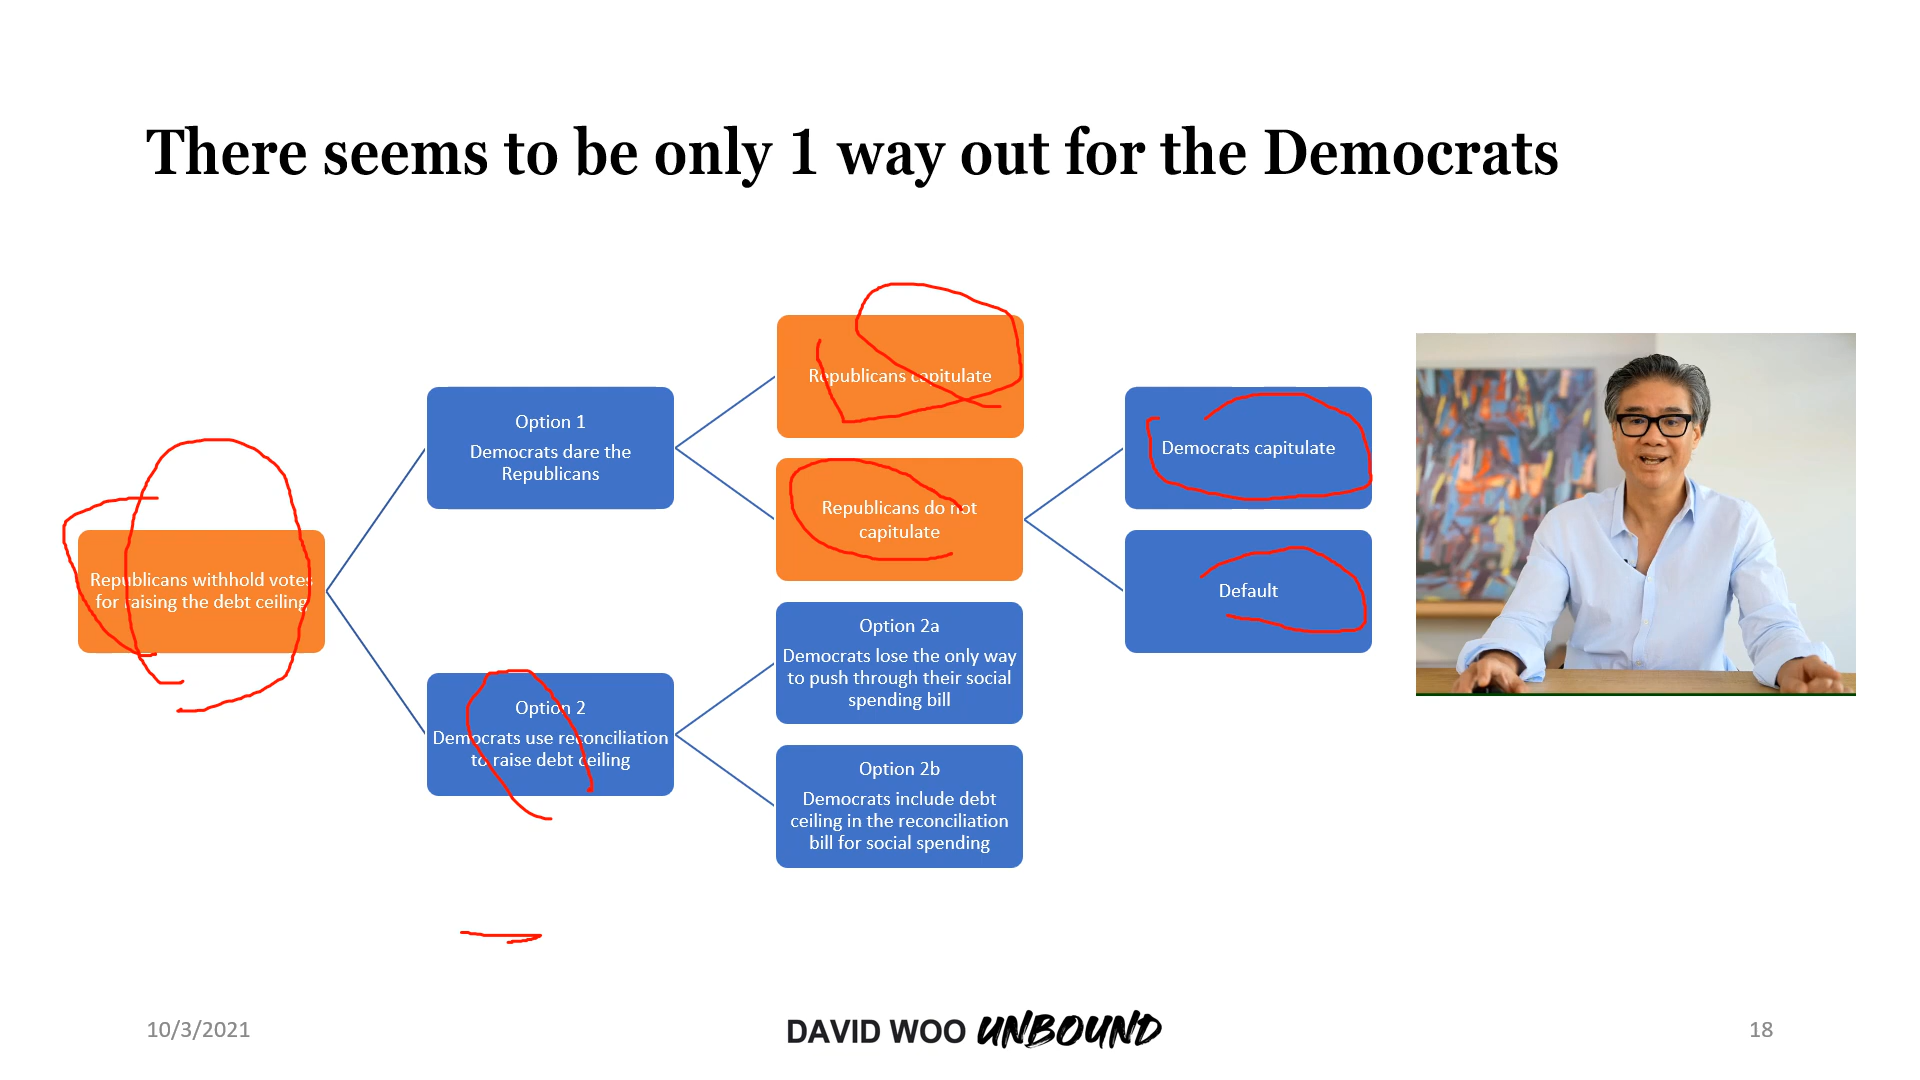 There seems to be only 1 way out for the Democrats
Republicans withhold votes
for raising the debt ceiling
Option 1
Democrats dare the
Republicans
Option 2
Democrats use reconciliation
to raise debt ceiling
Republicans capitulate
Republicans do not
capitulate
Option 2a
Democrats lose the only way
to push through their social
spending bill
Option 2b
Democrats include debt
ceiling in the reconciliation
bill for social spending
Democrats capitulate
Default
10/3/2021
DAVID WOO UNBOUND
18